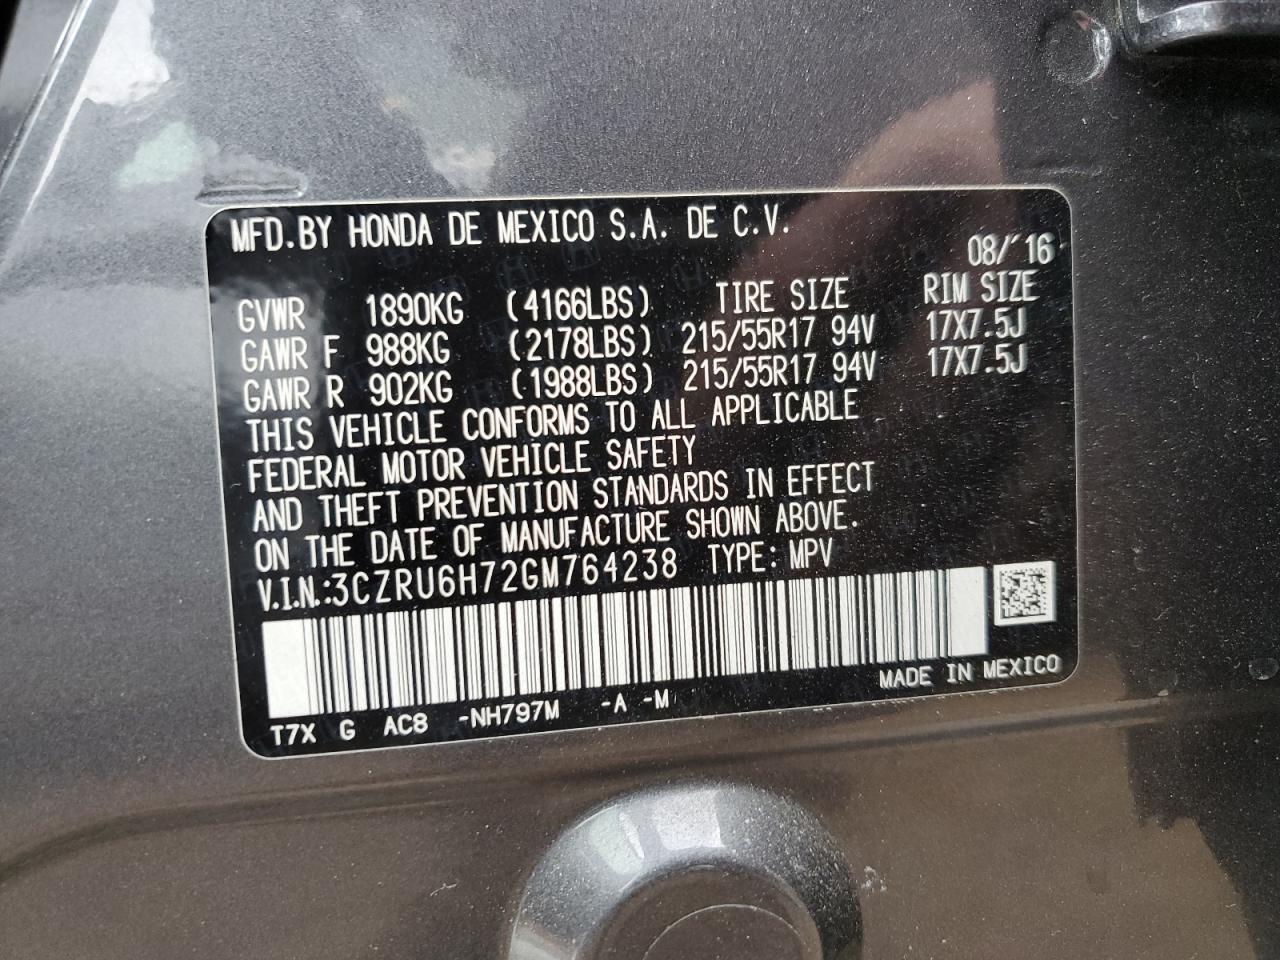 MFD.BY HONDA DE MEXICO S.A. DE C.V.
08/'16
GVWR 1890KG (4166LBS) TIRE SIZE RIM SIZE
GAWR F 988KG (2178LBS) 215/55R17 94V 17X7.5J
GAWR R 902KG (1988LBS) 215/55R17 94V 17X7.5J
THIS VEHICLE CONFORMS TO ALL APPLICABLE
FEDERAL MOTOR VEHICLE SAFETY
AND THEFT PREVENTION STANDARDS IN EFFECT
ON THE DATE OF MANUFACTURE SHOWN ABOVE.
V.I.N.:3CZRU6H72GM764238 TYPE: MPV
MADE IN MEXICO
T7X G AC8 -NH797M -A -M